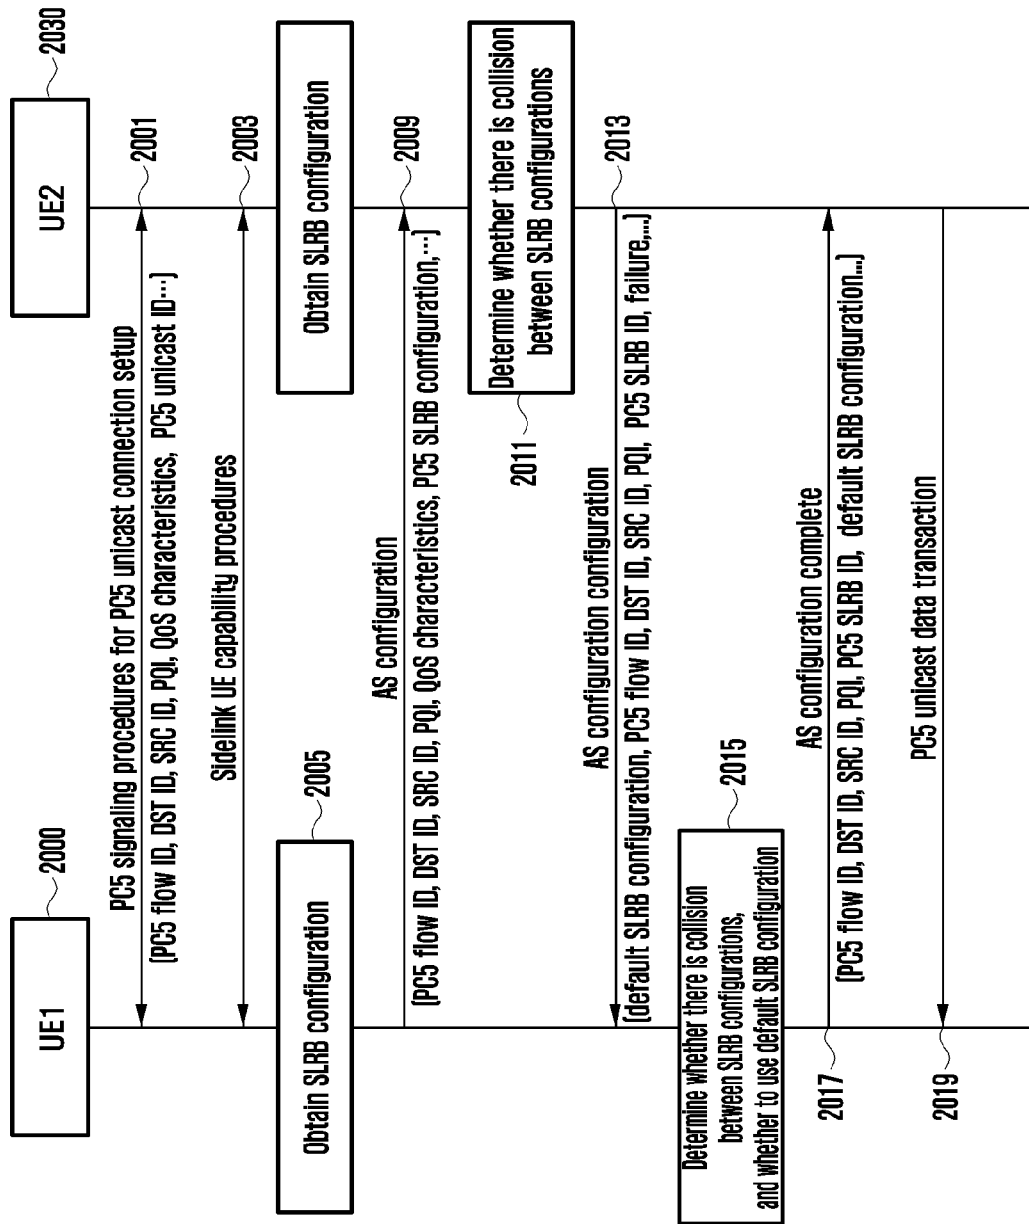 UE1
2000
UE2
2030
PC5 signaling procedures for PC5 unicast connection setup
2001
(PC5 flow ID, DST ID, SRC ID, PQI, QoS characteristics, PC5 unicast ID...)
Sidelink UE capability procedures
2003
Obtain SLRB configuration
2005
Obtain SLRB configuration
AS configuration
2009
(PC5 flow ID, DST ID, SRC ID, PQI, QoS characteristics, PC5 SLRB configuration,...)
Determine whether there is collision
between SLRB configurations
2011
AS configuration configuration
2013
(default SLRB configuration, PC5 flow ID, DST ID, SRC ID, PQI, PC5 SLRB ID, failure,...)
Determine whether there is collision
between SLRB configurations,
and whether to use default SLRB configuration
2015
AS configuration complete
2017
(PC5 flow ID, DST ID, SRC ID, PQI, PC5 SLRB ID, default SLRB configuration...)
PC5 unicast data transaction
2019